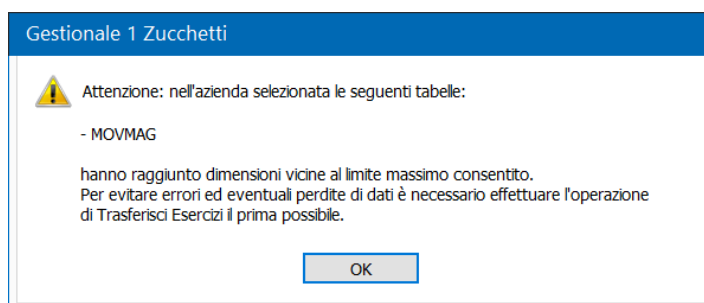 Gestionale 1 Zucchetti
Attenzione: nell'azienda selezionata le seguenti tabelle:
- MOVMAG
hanno raggiunto dimensioni vicine al limite massimo consentito.
Per evitare errori ed eventuali perdite di dati è necessario effettuare l'operazione
di Trasferisci Esercizi il prima possibile.
OK